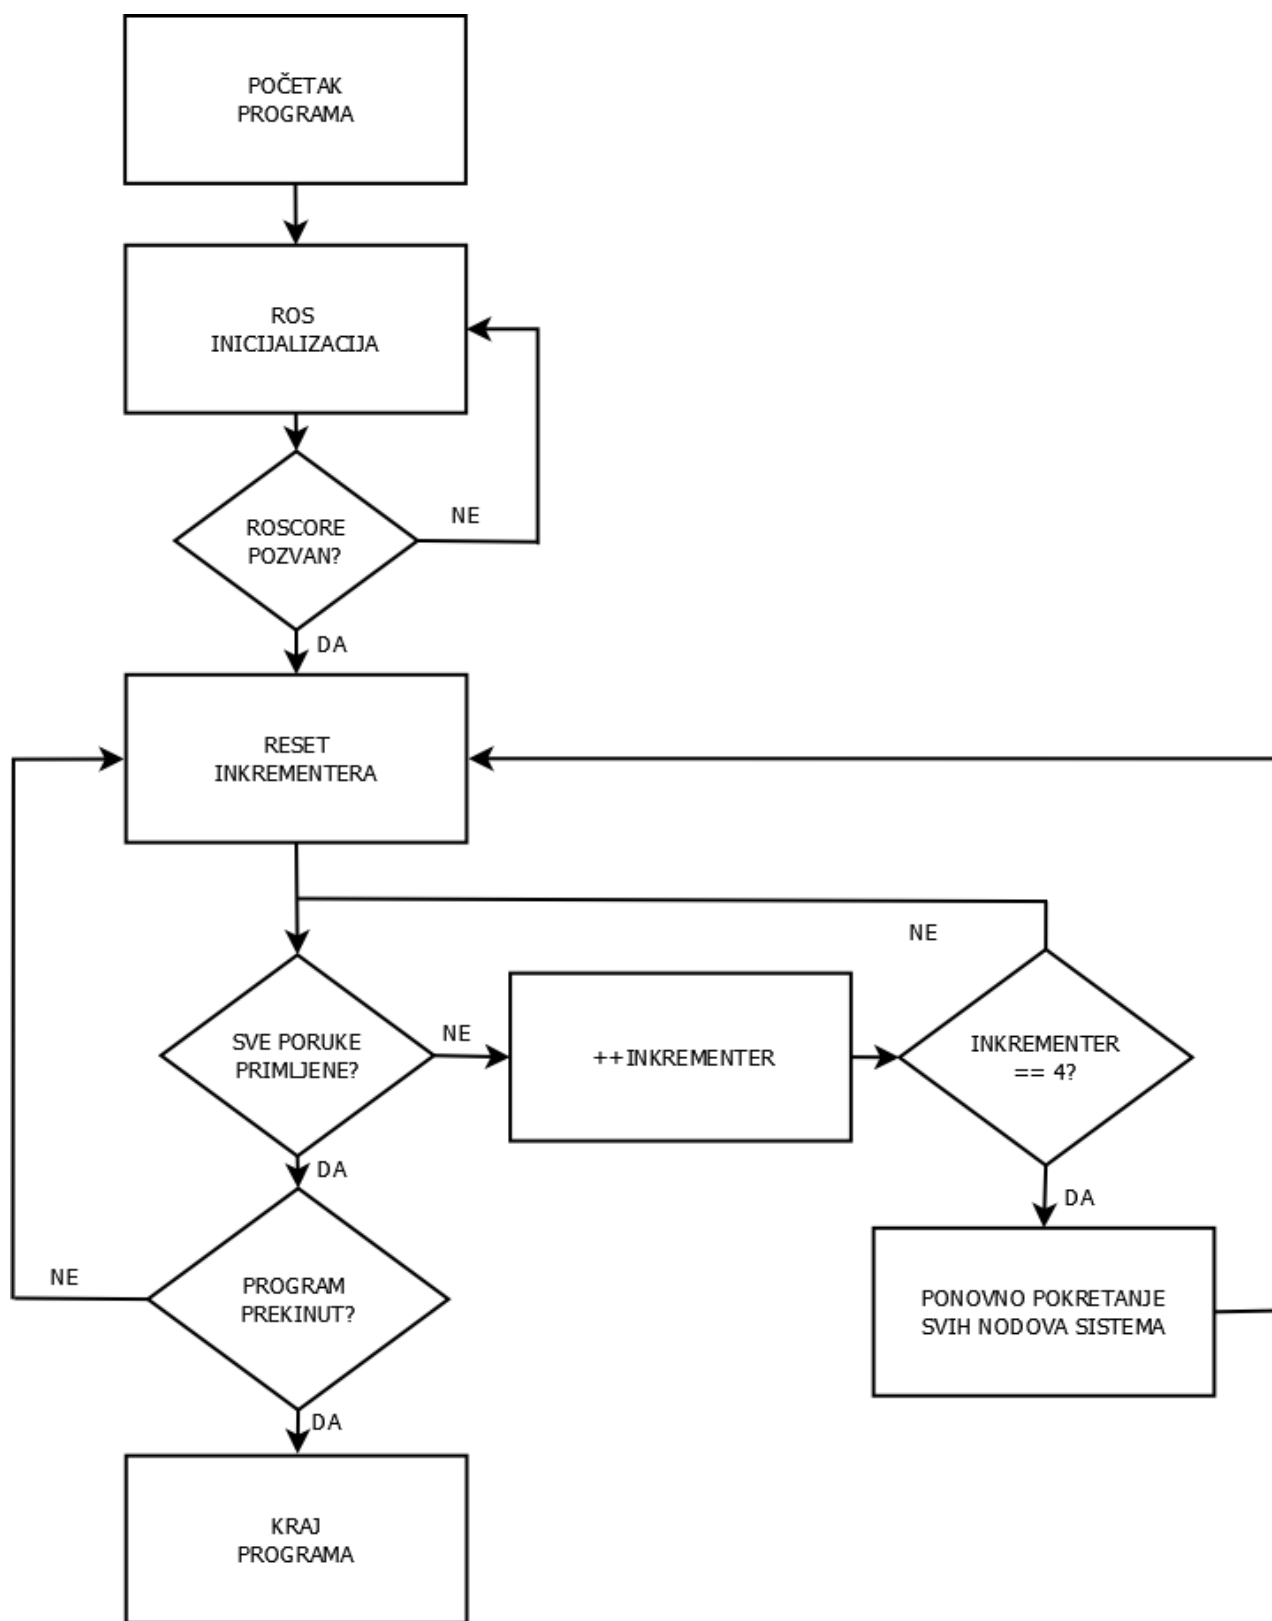 POČETAK
PROGRAMA
ROS
INICIJALIZACIJA
ROSCORE
POZVAN?
NE
DA
RESET
INKREMENTERA
SVE PORUKE
PRIMLJENE?
NE
++INKREMENTER
INKREMENTER
== 4?
NE
DA
PONOVNO POKRETANJE
SVIH NODOVA SISTEMA
DA
PROGRAM
PREKINUT?
NE
DA
KRAJ
PROGRAMA